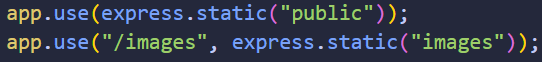 app.use(express.static("public"));
app.use("/images", express.static("images"));